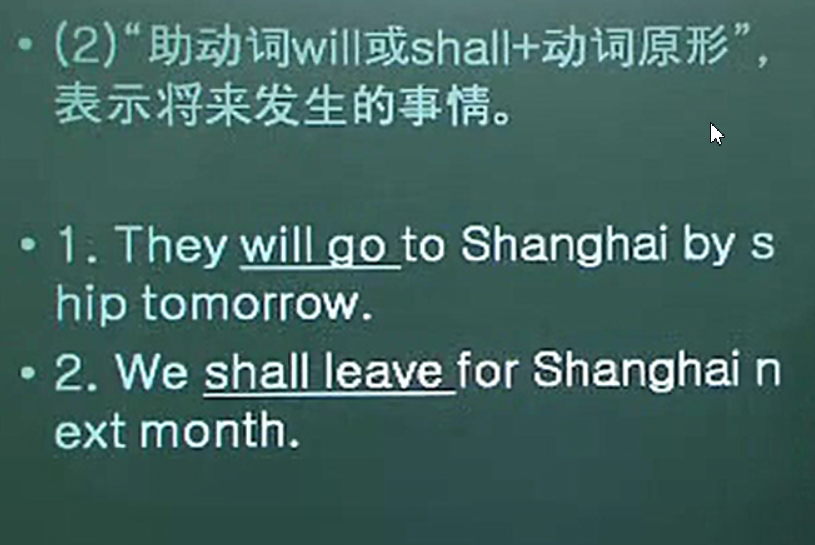 • (2)“助动词will或shall+动词原形”,
表示将来发生的事情。
• 1. They will go to Shanghai by s
hip tomorrow.
• 2. We shall leave for Shanghai n
ext month.